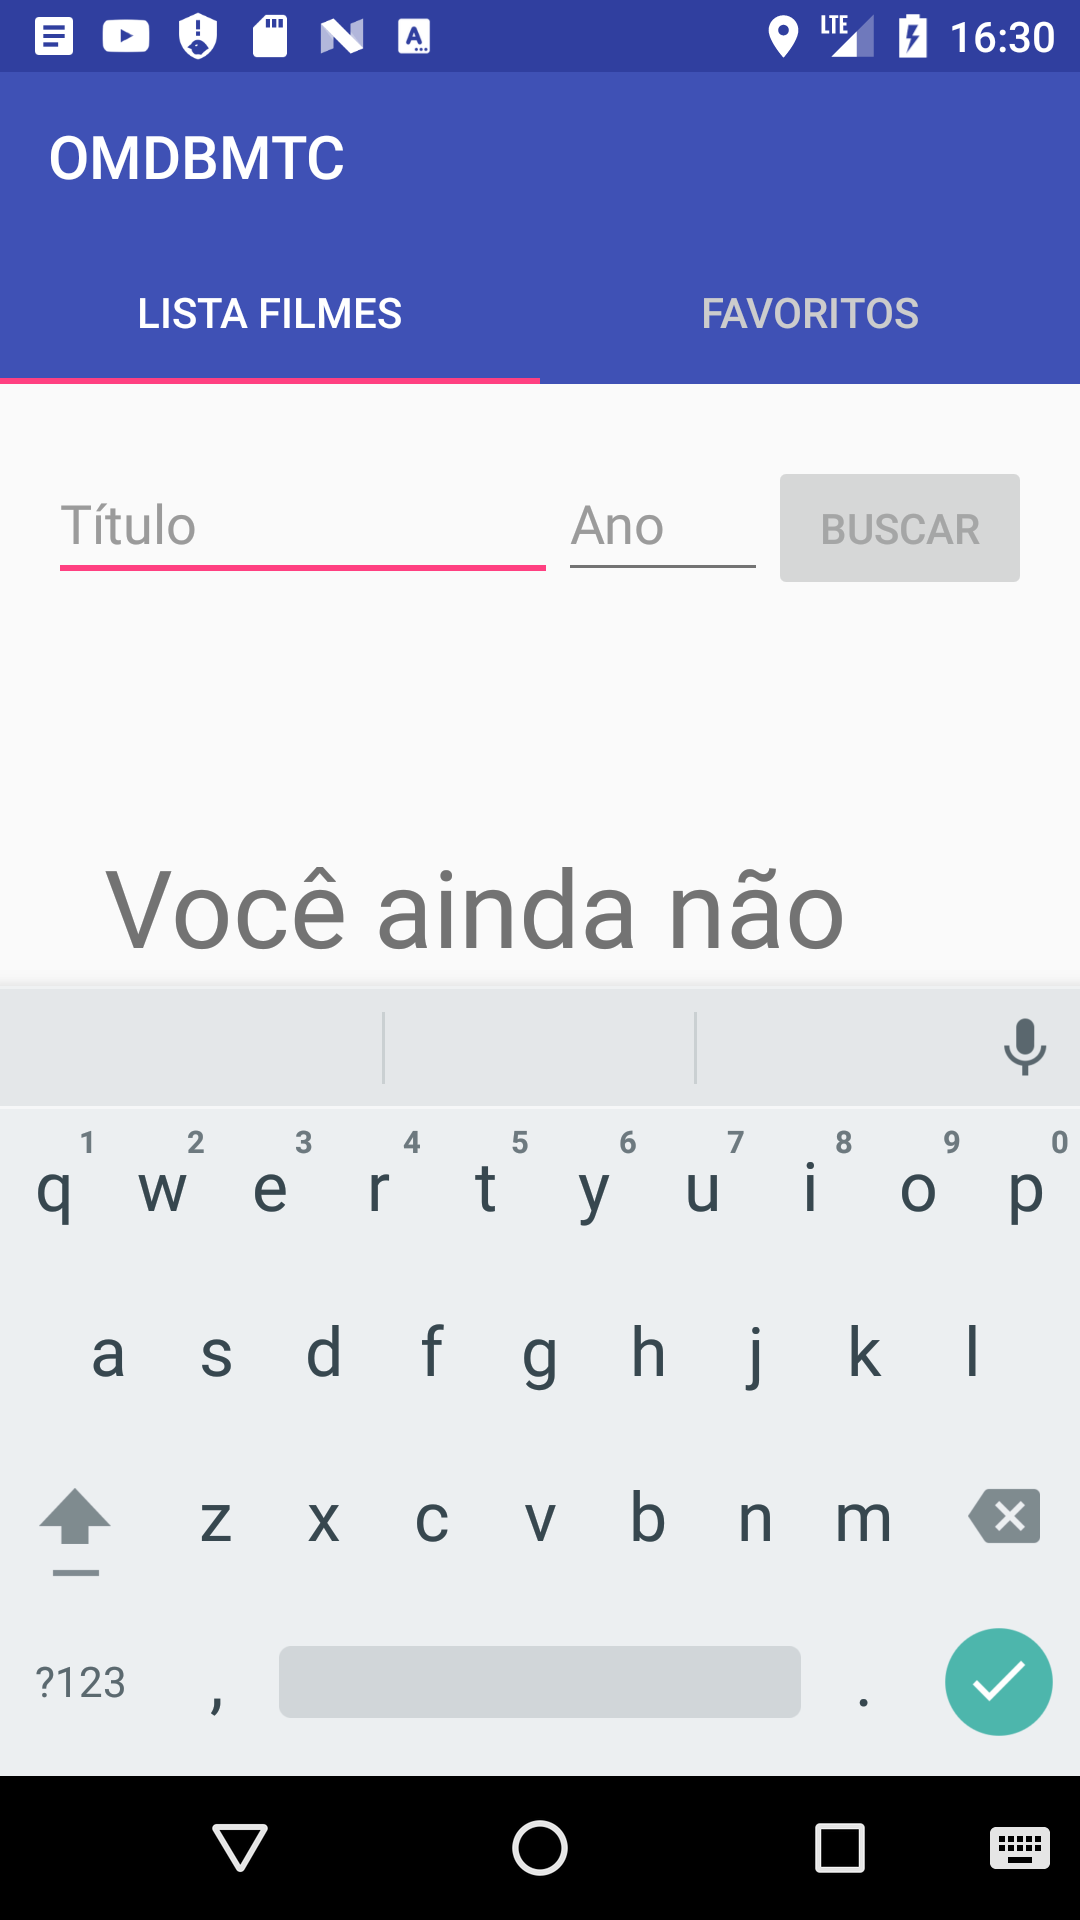 LTE 16:30
OMDBMTC
LISTA FILMES FAVORITOS
Título Ano BUSCAR
Você ainda não
1 2 3 4 5 6 7 8 9 0
q w e r t y u i o p
a s d f g h j k l
z x c v b n m
?123 , .